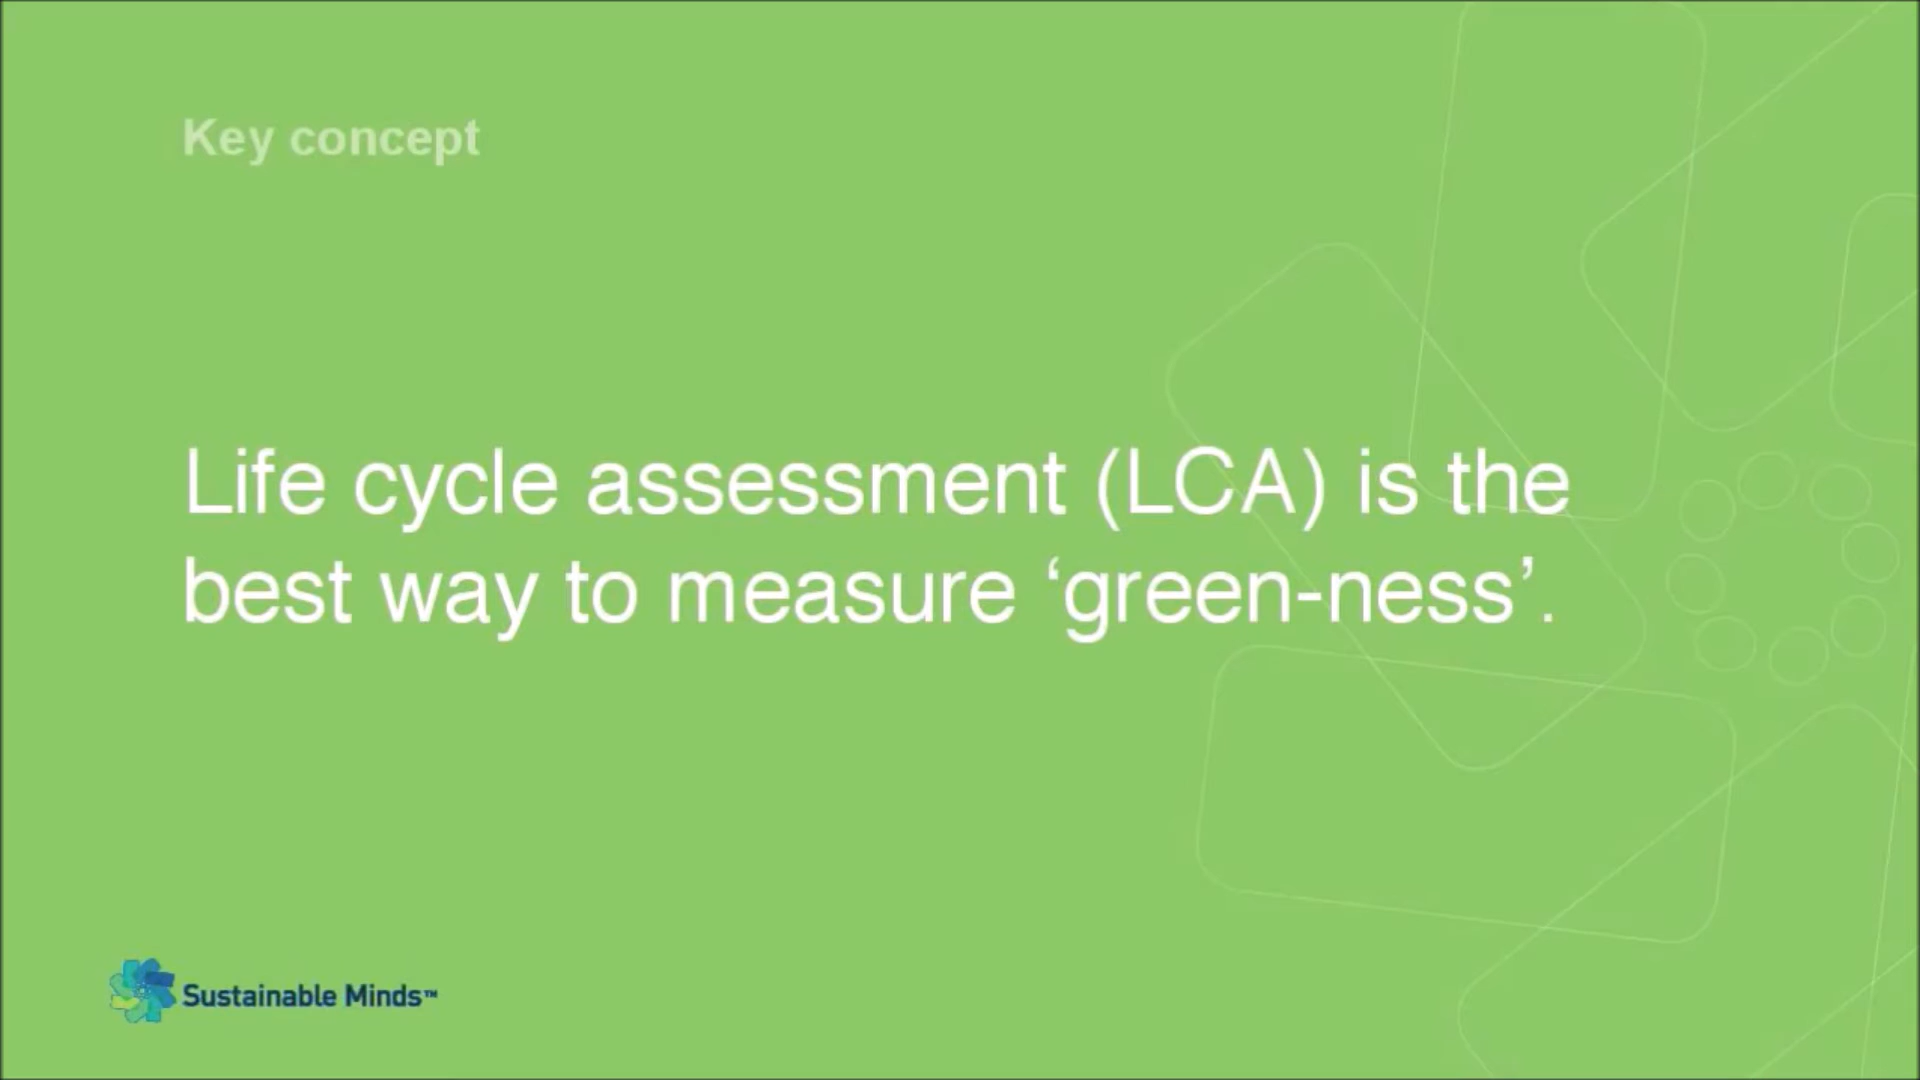 Key concept
Life cycle assessment (LCA) is the
best way to measure ‘green-ness’.
Sustainable Minds™